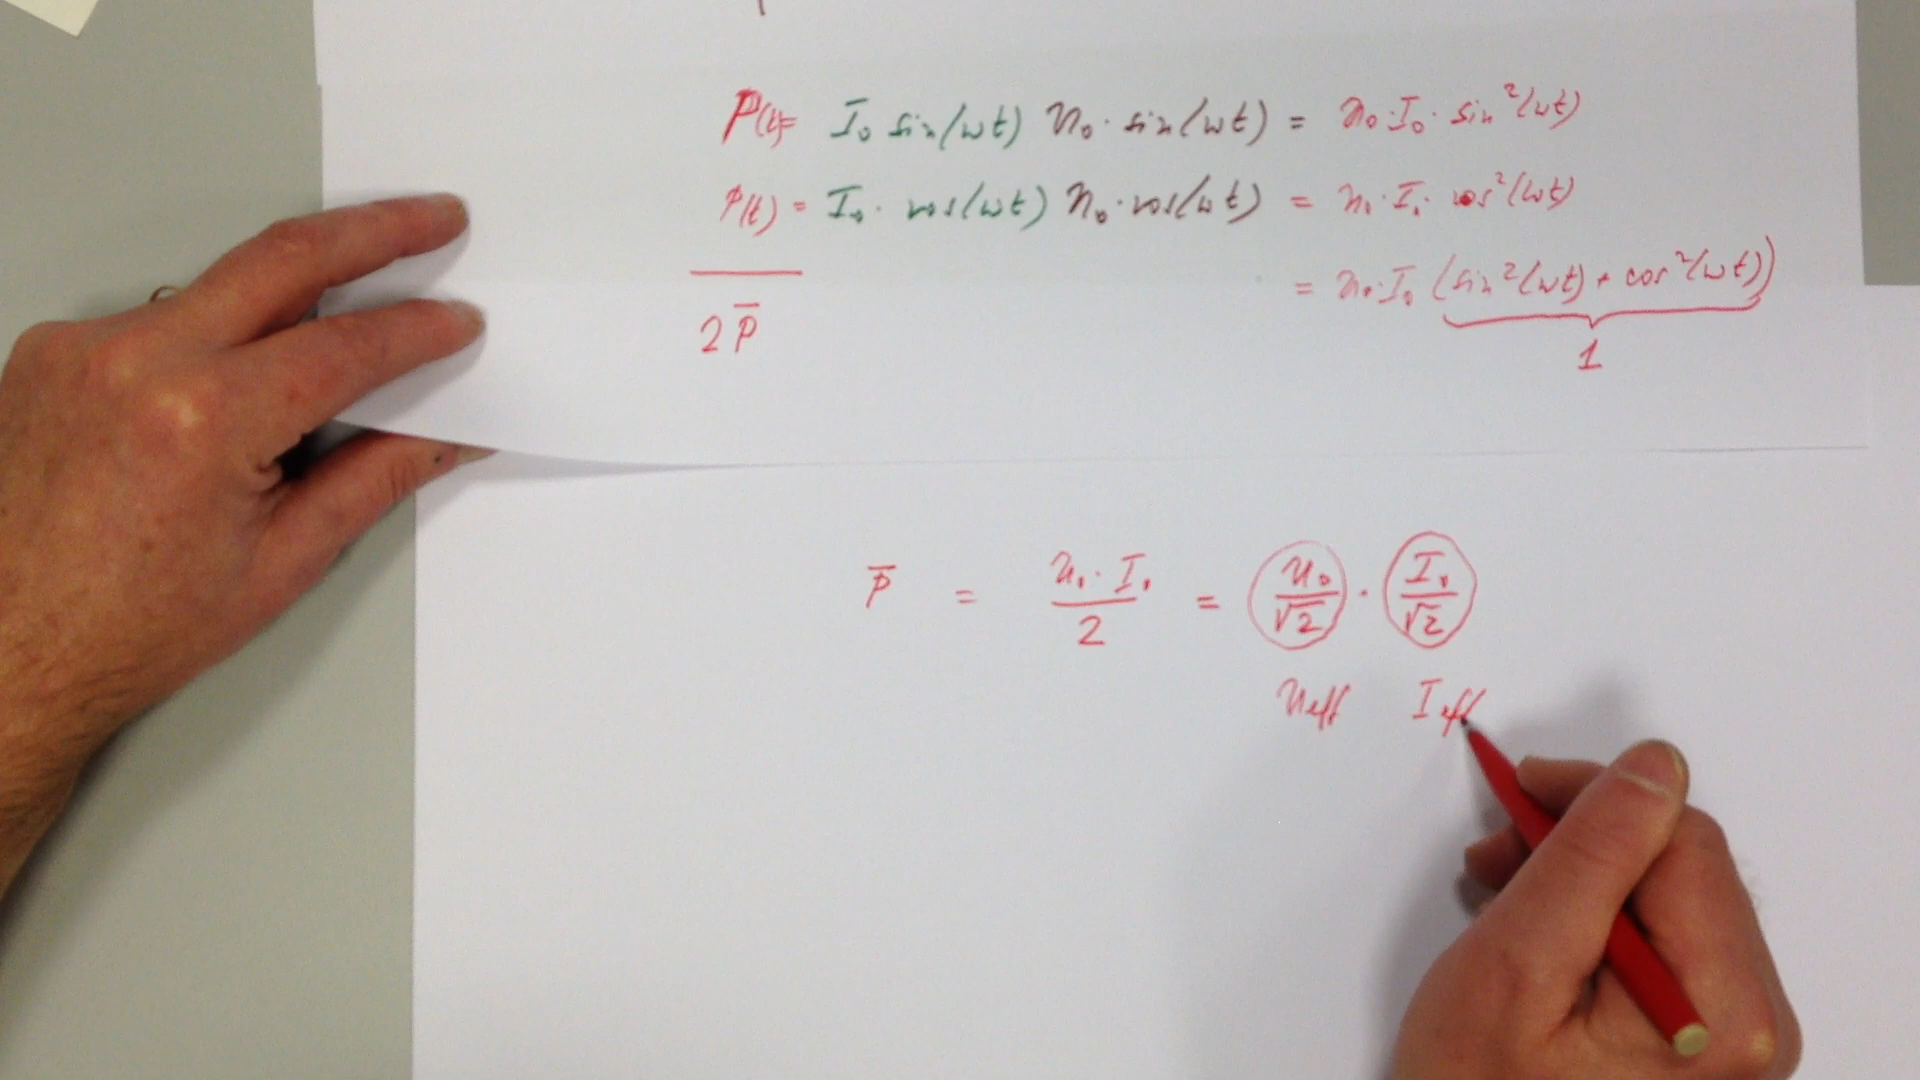 P(t) = I₀ sin(ωt) u₀ · sin(ωt) = u₀ · I₀ · sin²(ωt)
P(t) = I₀ · cos(ωt) u₀ · cos(ωt) = u₀ · I₀ · cos²(ωt)
= u₀ · I₀ (sin²(ωt) + cos²(ωt))
2 P̅
1
P̅ = u₀ · I₀ / 2 = u₀/√2 · I₀/√2
ueff Ieff